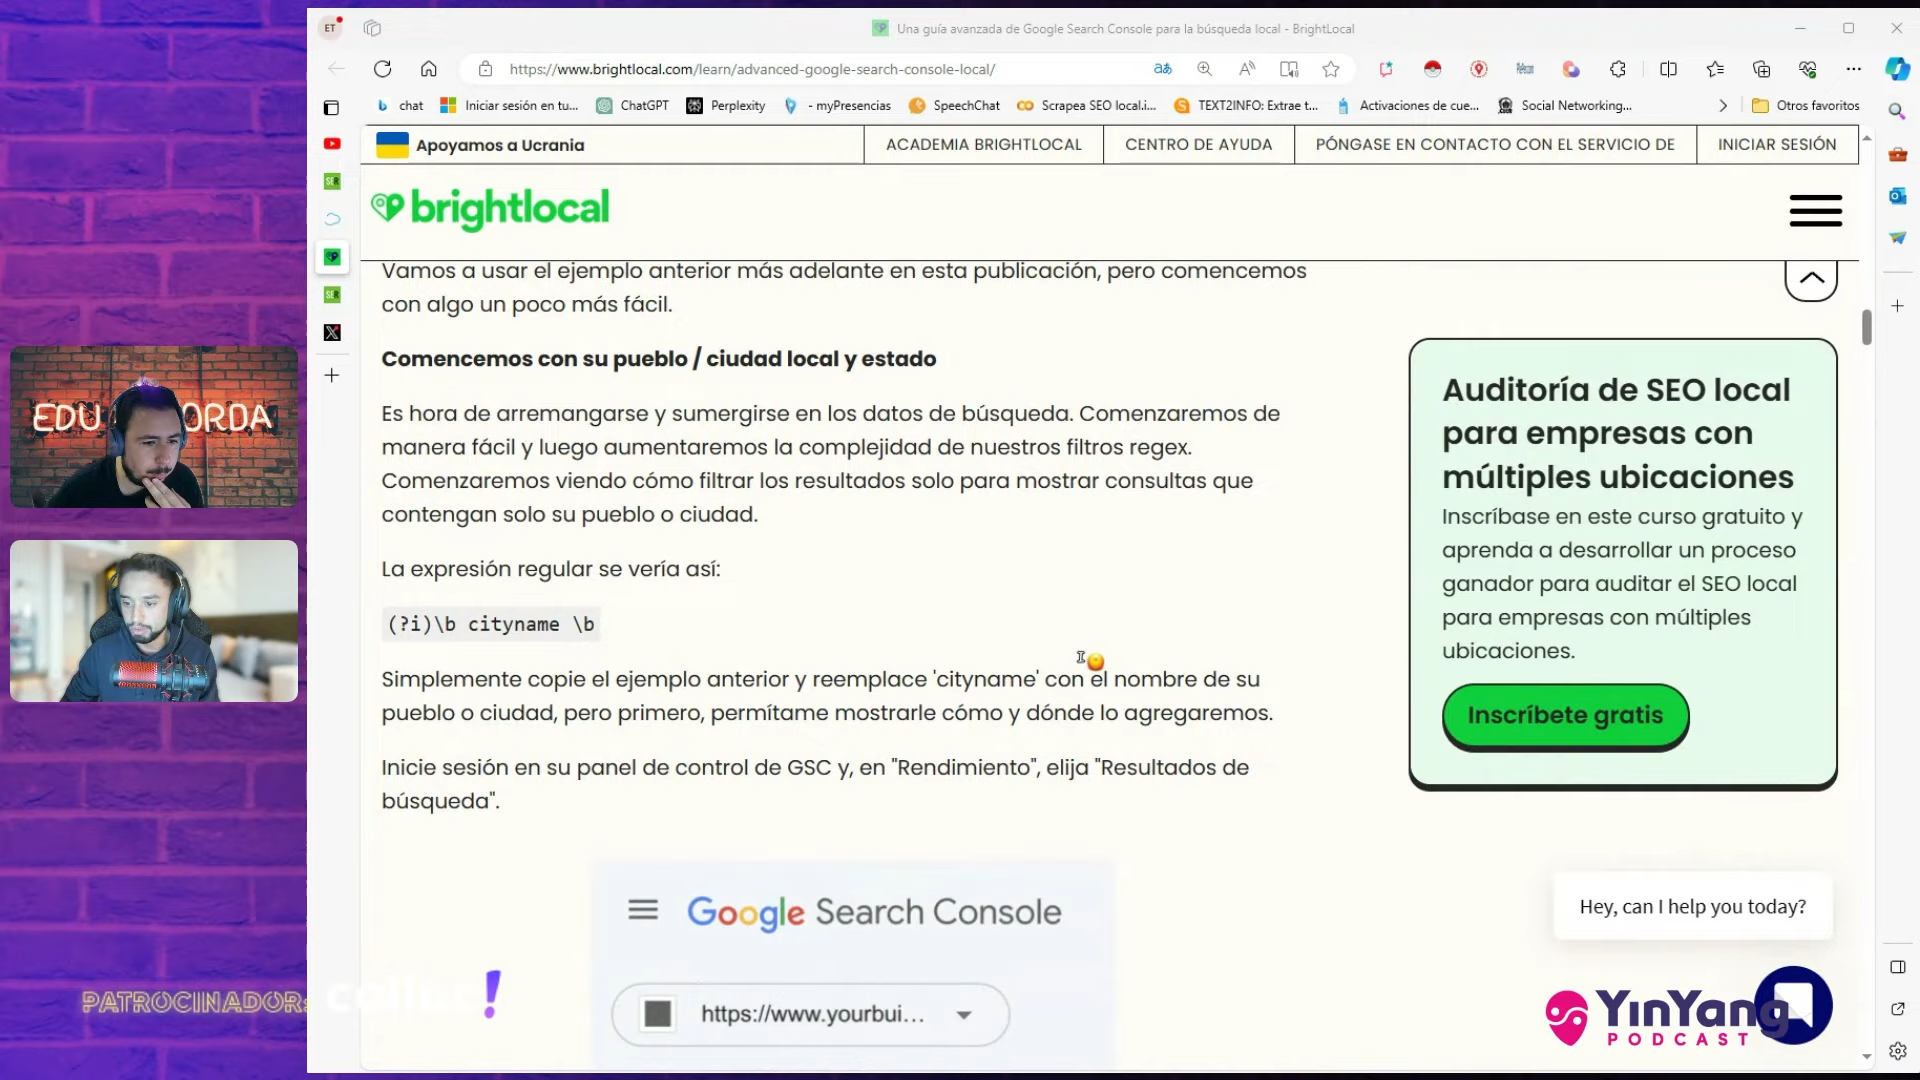 ET
Una guía avanzada de Google Search Console para la búsqueda local - BrightLocal
https://www.brightlocal.com/learn/advanced-google-search-console-local/
chat
Iniciar sesión en tu...
ChatGPT
Perplexity
- myPresencias
SpeechChat
Scrapea SEO local.i...
TEXT2INFO: Extrae t...
Activaciones de cue...
Social Networking...
Otros favoritos
Apoyamos a Ucrania
ACADEMIA BRIGHTLOCAL
CENTRO DE AYUDA
PÓNGASE EN CONTACTO CON EL SERVICIO DE
INICIAR SESIÓN
brightlocal
Vamos a usar el ejemplo anterior más adelante en esta publicación, pero comencemos
con algo un poco más fácil.
Comencemos con su pueblo / ciudad local y estado
Es hora de arremangarse y sumergirse en los datos de búsqueda. Comenzaremos de
manera fácil y luego aumentaremos la complejidad de nuestros filtros regex.
Comenzaremos viendo cómo filtrar los resultados solo para mostrar consultas que
contengan solo su pueblo o ciudad.
La expresión regular se vería así:
(?i)\b cityname \b
Simplemente copie el ejemplo anterior y reemplace 'cityname' con el nombre de su
pueblo o ciudad, pero primero, permítame mostrarle cómo y dónde lo agregaremos.
Inicie sesión en su panel de control de GSC y, en "Rendimiento", elija "Resultados de
búsqueda".
Google Search Console
https://www.yourbui...
Auditoría de SEO local
para empresas con
múltiples ubicaciones
Inscríbase en este curso gratuito y
aprenda a desarrollar un proceso
ganador para auditar el SEO local
para empresas con múltiples
ubicaciones.
Inscríbete gratis
Hey, can I help you today?
EDU
ORDA
PATROCINADOR
YinYang
PODCAST